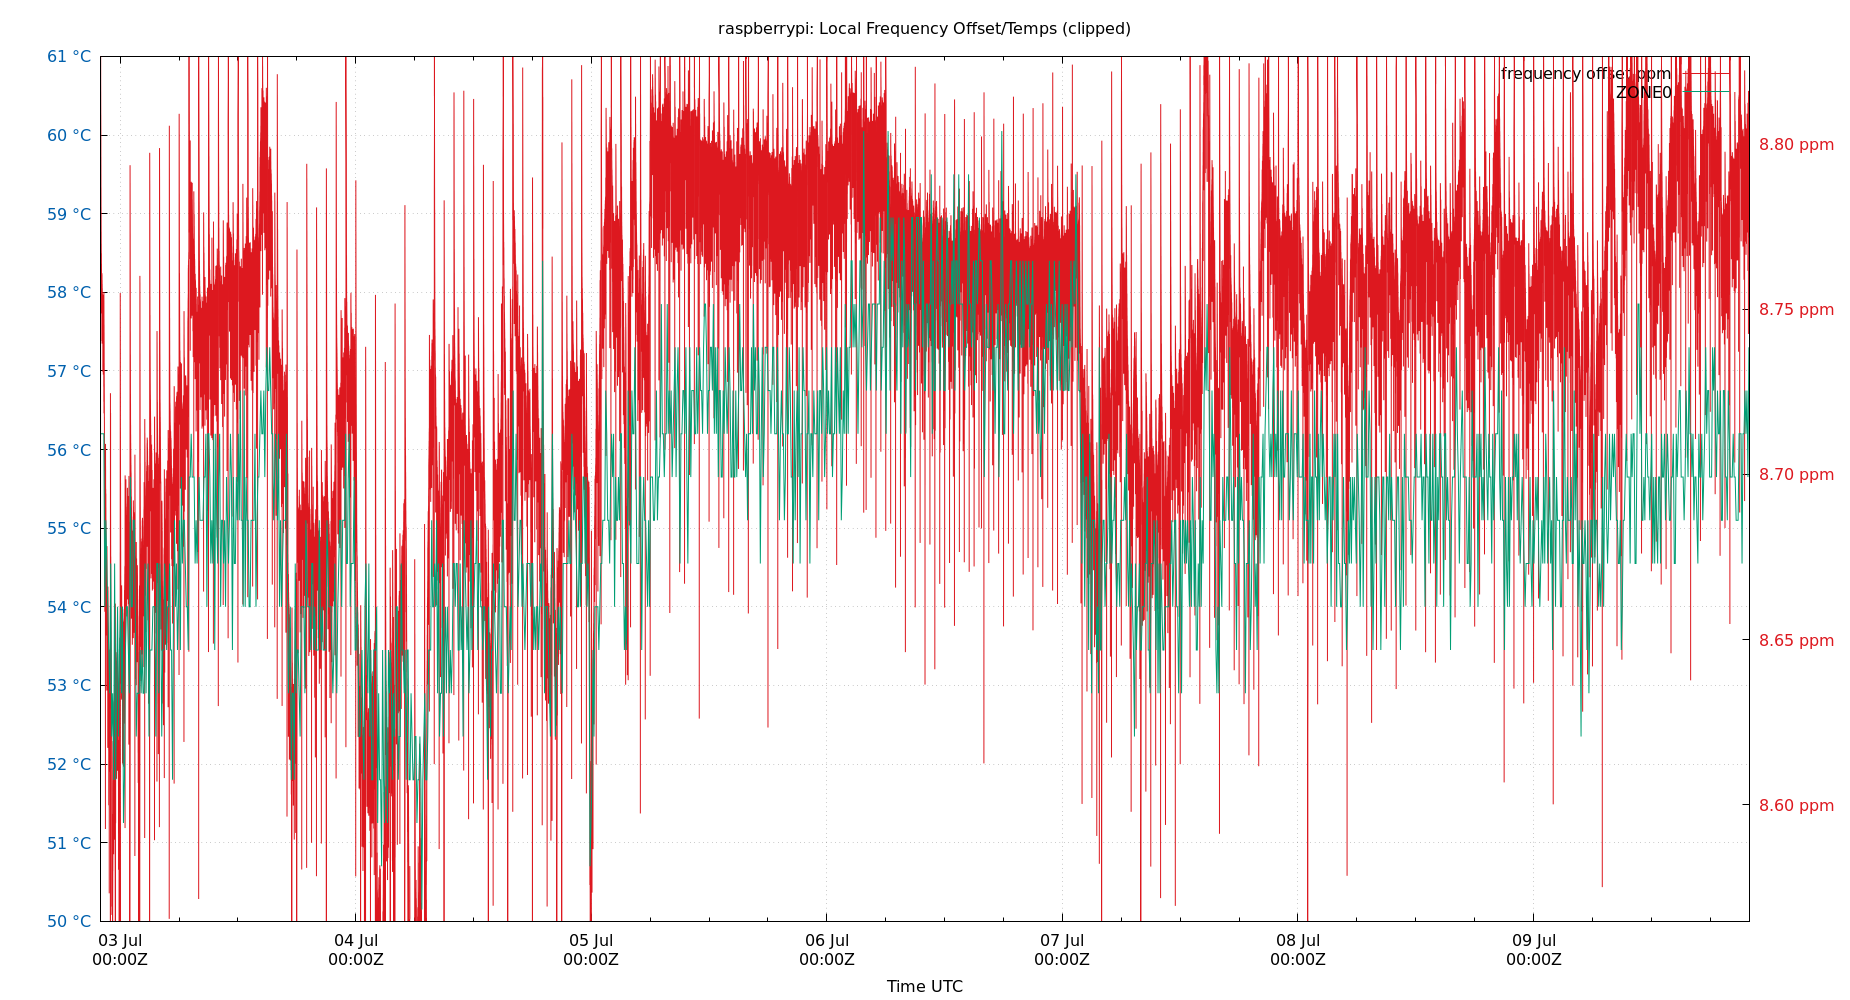 raspberrypi: Local Frequency Offset/Temps (clipped)
61 °C
60 °C
59 °C
58 °C
57 °C
56 °C
55 °C
54 °C
53 °C
52 °C
51 °C
50 °C
frequency offset ppm
ZONE0
8.80 ppm
8.75 ppm
8.70 ppm
8.65 ppm
8.60 ppm
03 Jul
00:00Z
04 Jul
00:00Z
05 Jul
00:00Z
06 Jul
00:00Z
07 Jul
00:00Z
08 Jul
00:00Z
09 Jul
00:00Z
Time UTC